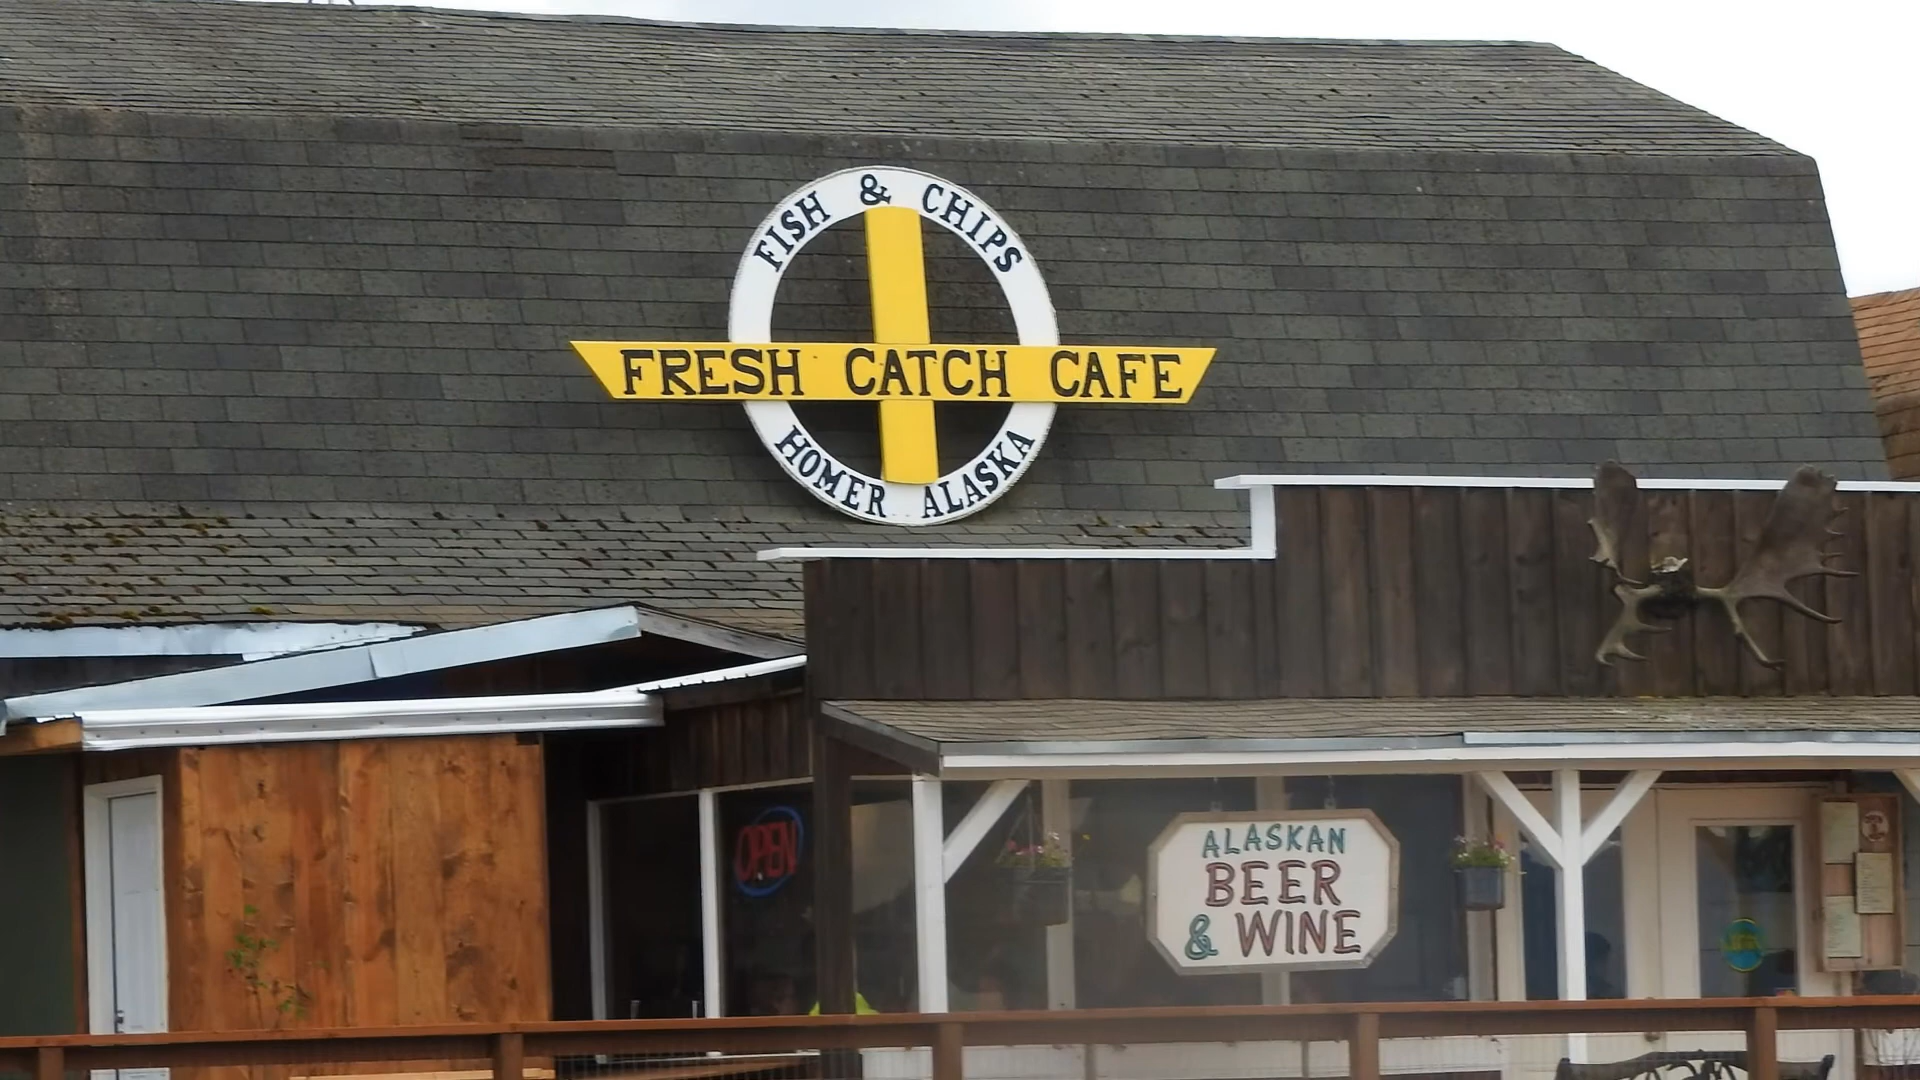 FISH & CHIPS
FRESH CATCH CAFE
HOMER ALASKA
OPEN
ALASKAN
BEER
& WINE